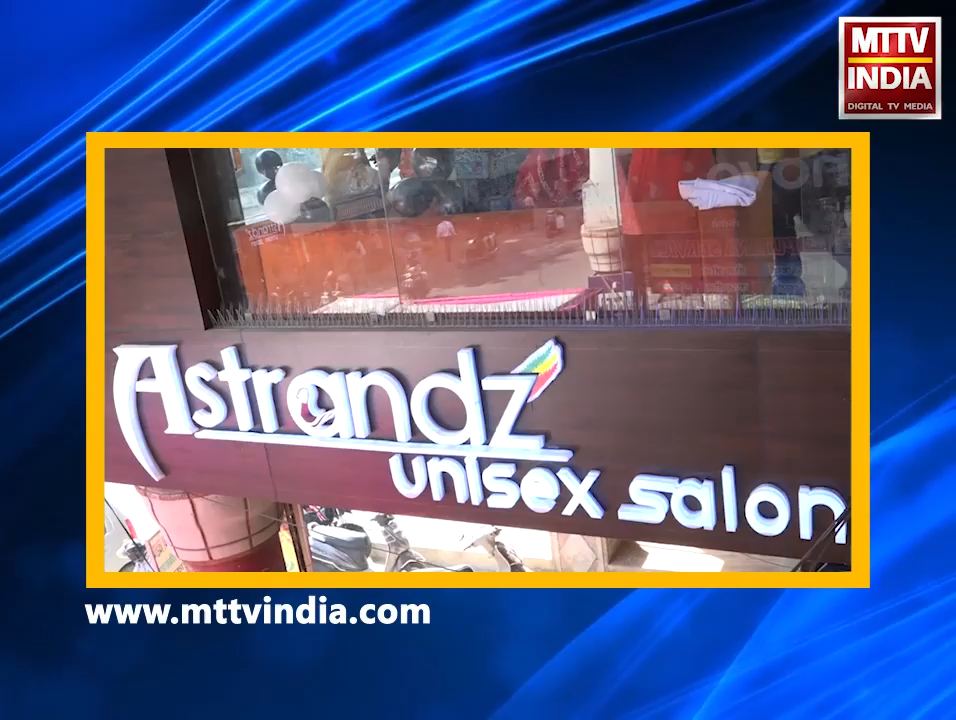 MTTV
INDIA
DIGITAL TV MEDIA
Astrandz
unisex salon
www.mttvindia.com